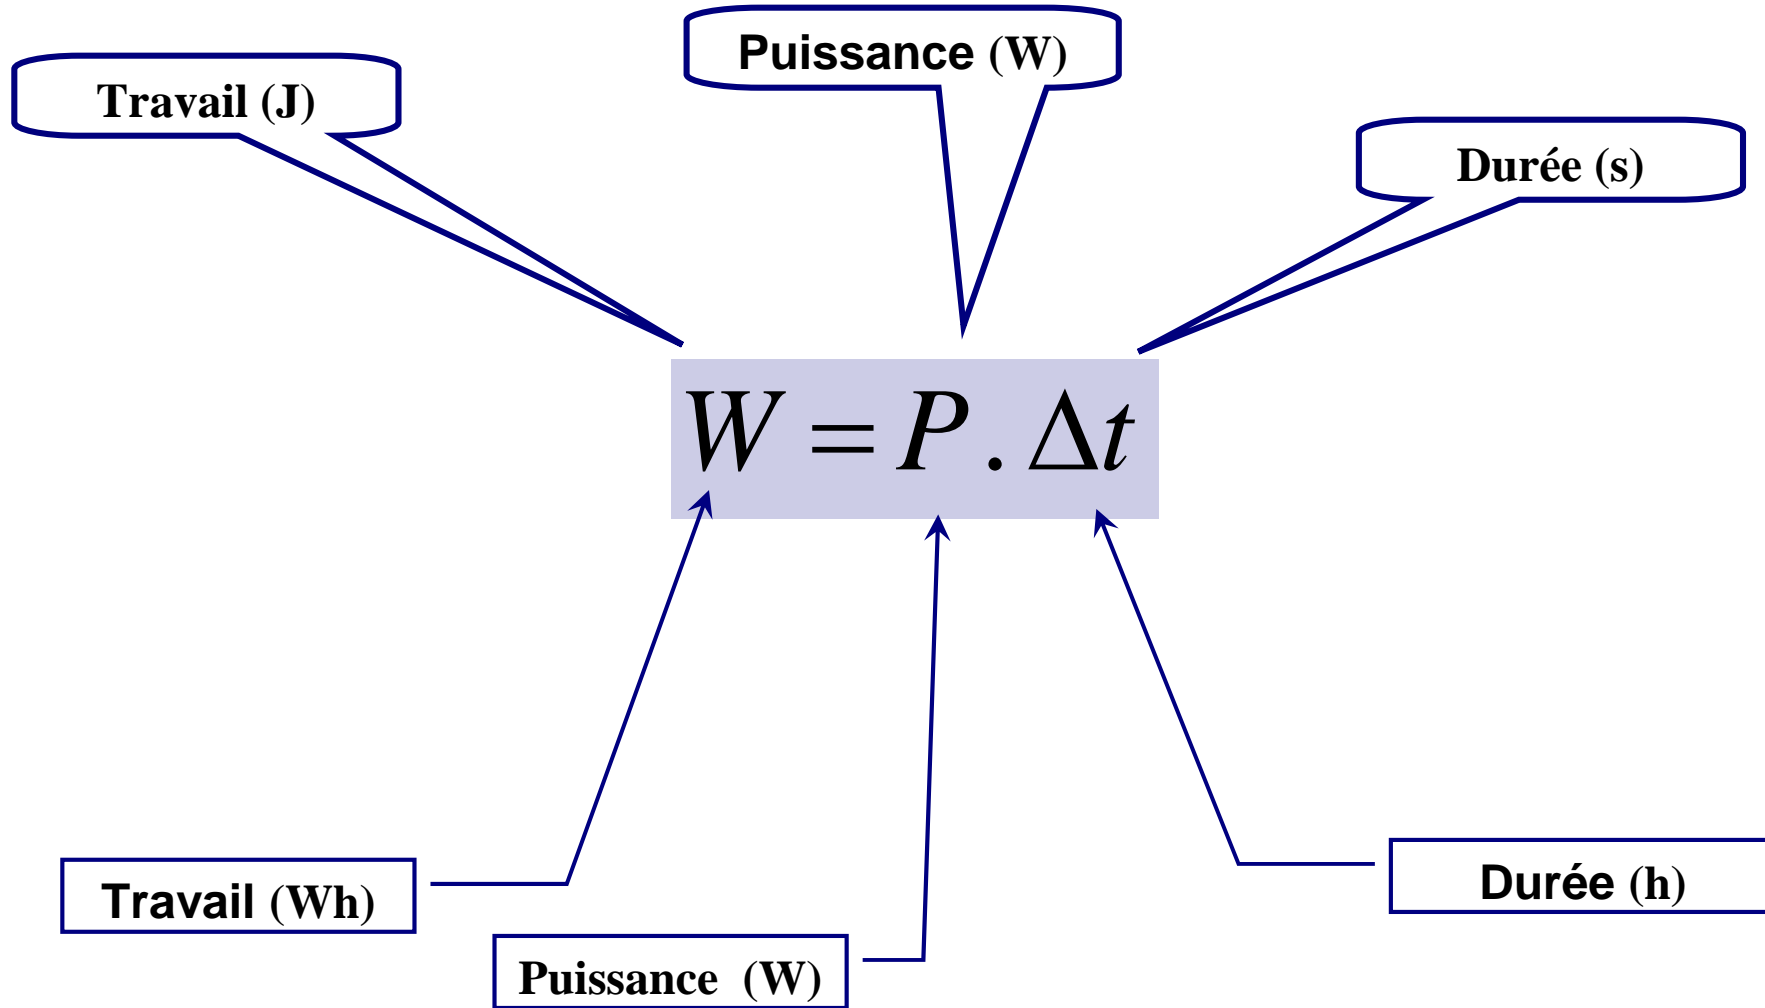 Puissance (W)
Travail (J)
Durée (s)
W = P . Δt
Travail (Wh)
Durée (h)
Puissance (W)